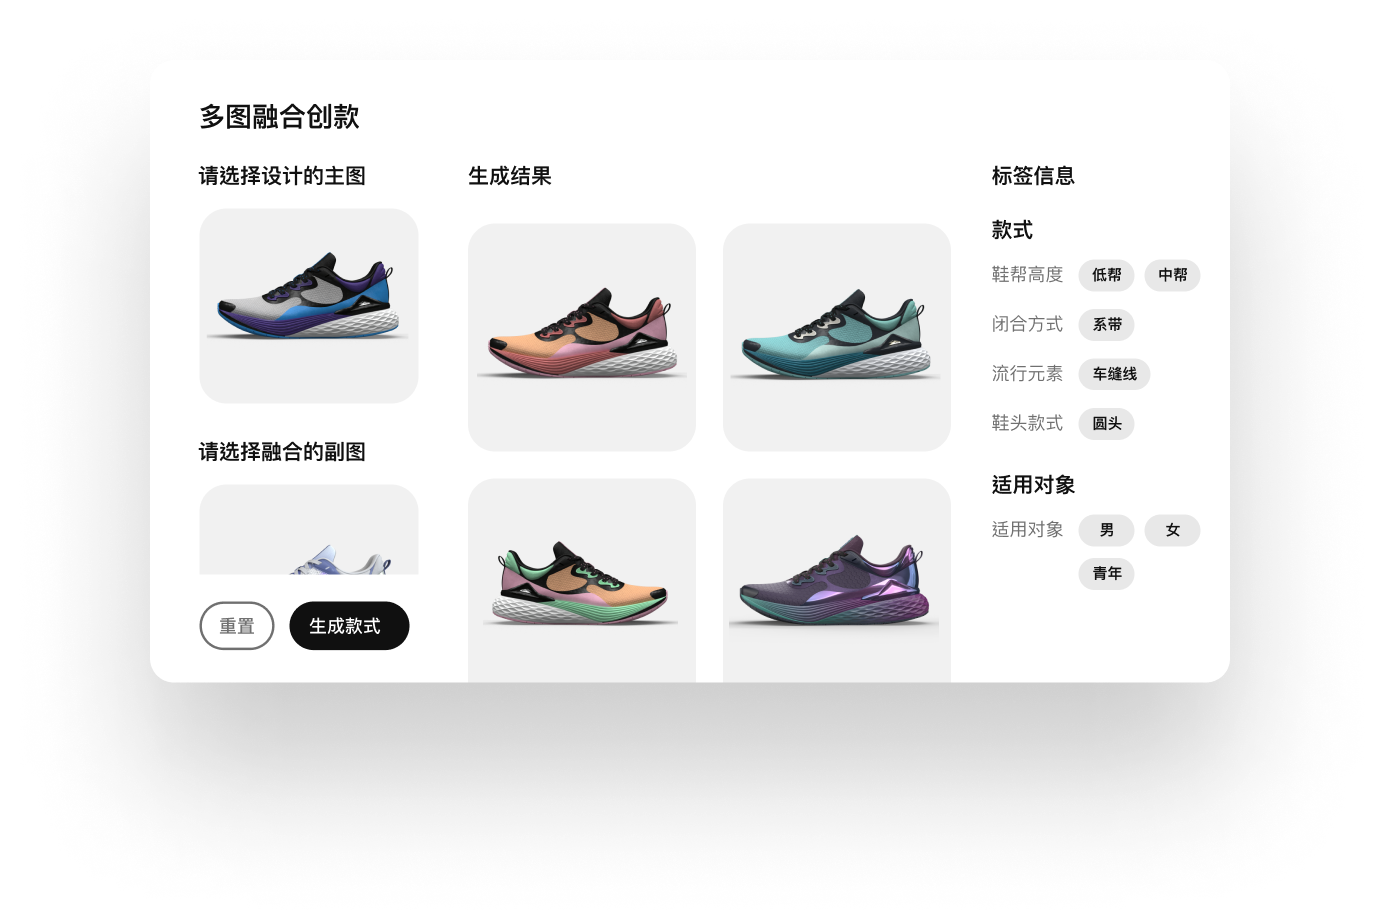 多图融合创款
请选择设计的主图
请选择融合的副图
重置
生成款式
生成结果
标签信息
款式
鞋帮高度 低帮 中帮
闭合方式 系带
流行元素 车缝线
鞋头款式 圆头
适用对象
适用对象 男 女
青年